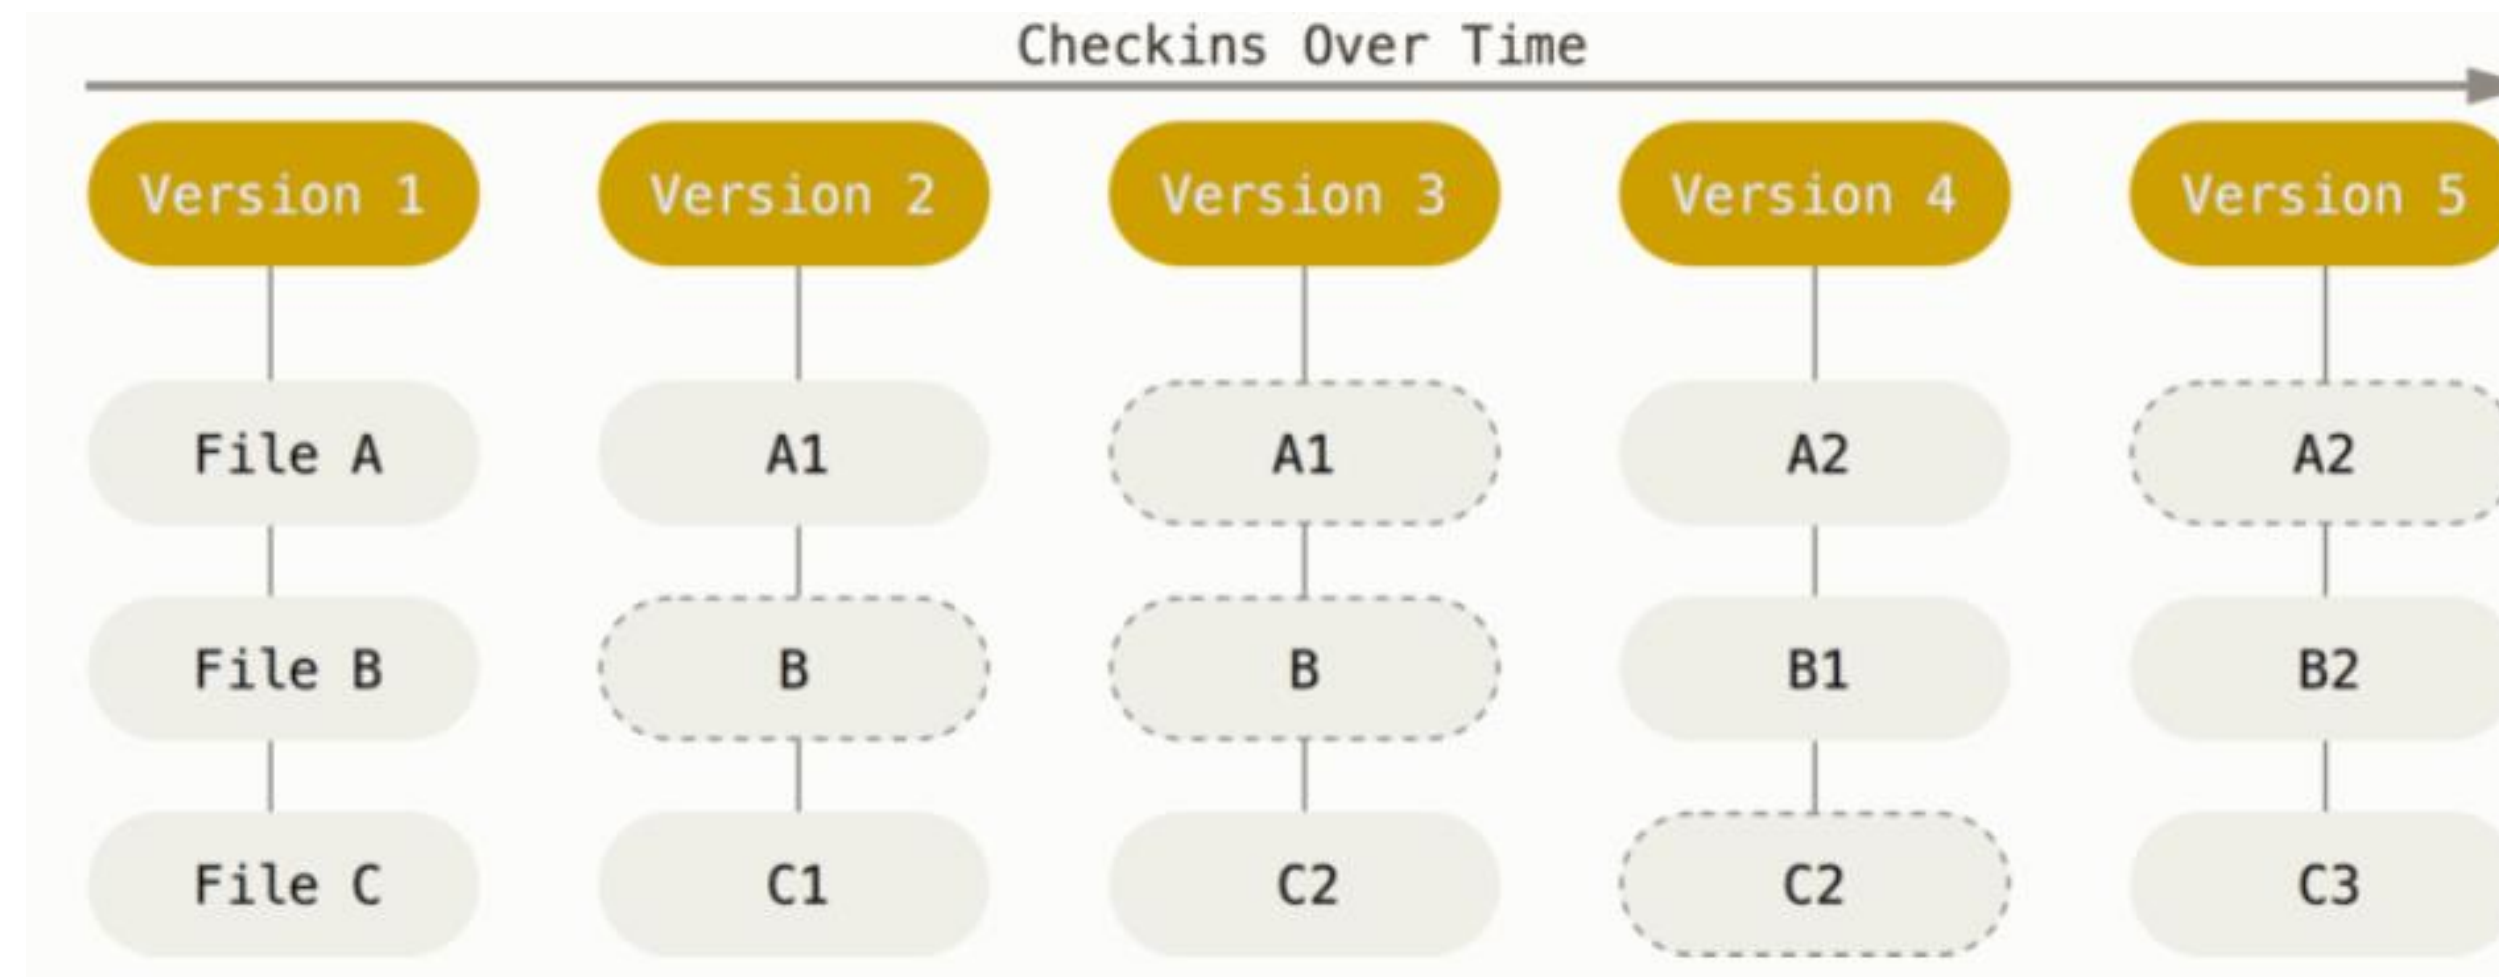 Checkins Over Time
Version 1 Version 2 Version 3 Version 4 Version 5
File A A1 A1 A2 A2
File B B B B1 B2
File C C1 C2 C2 C3